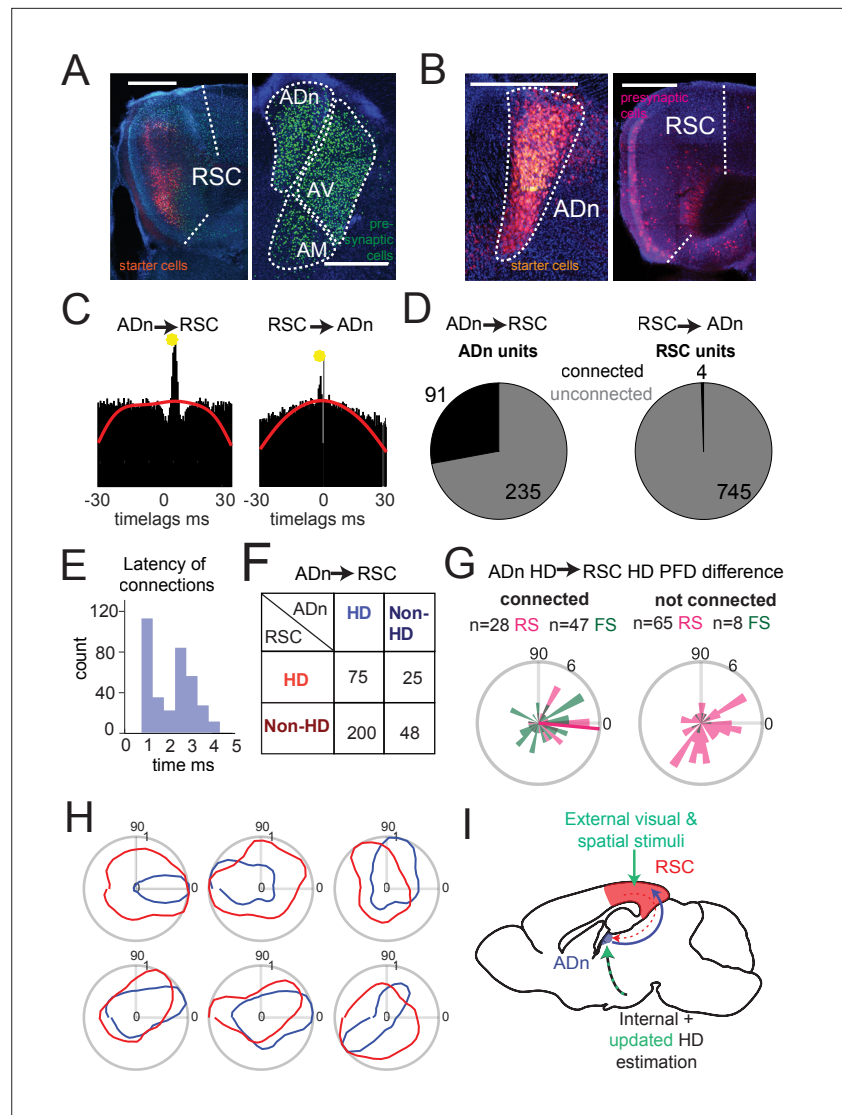 A
RSC
starter cells
ADn
AV
AM
pre-
synaptic
cells
B
ADn
starter cells
presynaptic
cells
RSC
C
ADn→RSC
-30 0 30
timelags ms
RSC→ADn
-30 0 30
timelags ms
D
ADn→RSC
ADn units
91
235
connected
unconnected
RSC→ADn
RSC units
4
745
E
Latency of
connections
120
80
40
0
count
0 1 2 3 4 5
time ms
F
ADn→RSC
ADn
RSC
HD
Non-
HD
HD 75 25
Non-HD 200 48
G
ADn HD→RSC HD PFD difference
connected
n=28 RS n=47 FS
90
6
0
not connected
n=65 RS n=8 FS
90
6
0
H
90
1
0
0
90
1
0
0
90
1
0
0
90
1
0
0
90
1
0
0
90
1
0
0
I
External visual &
spatial stimuli
RSC
ADn
Internal +
updated HD
estimation